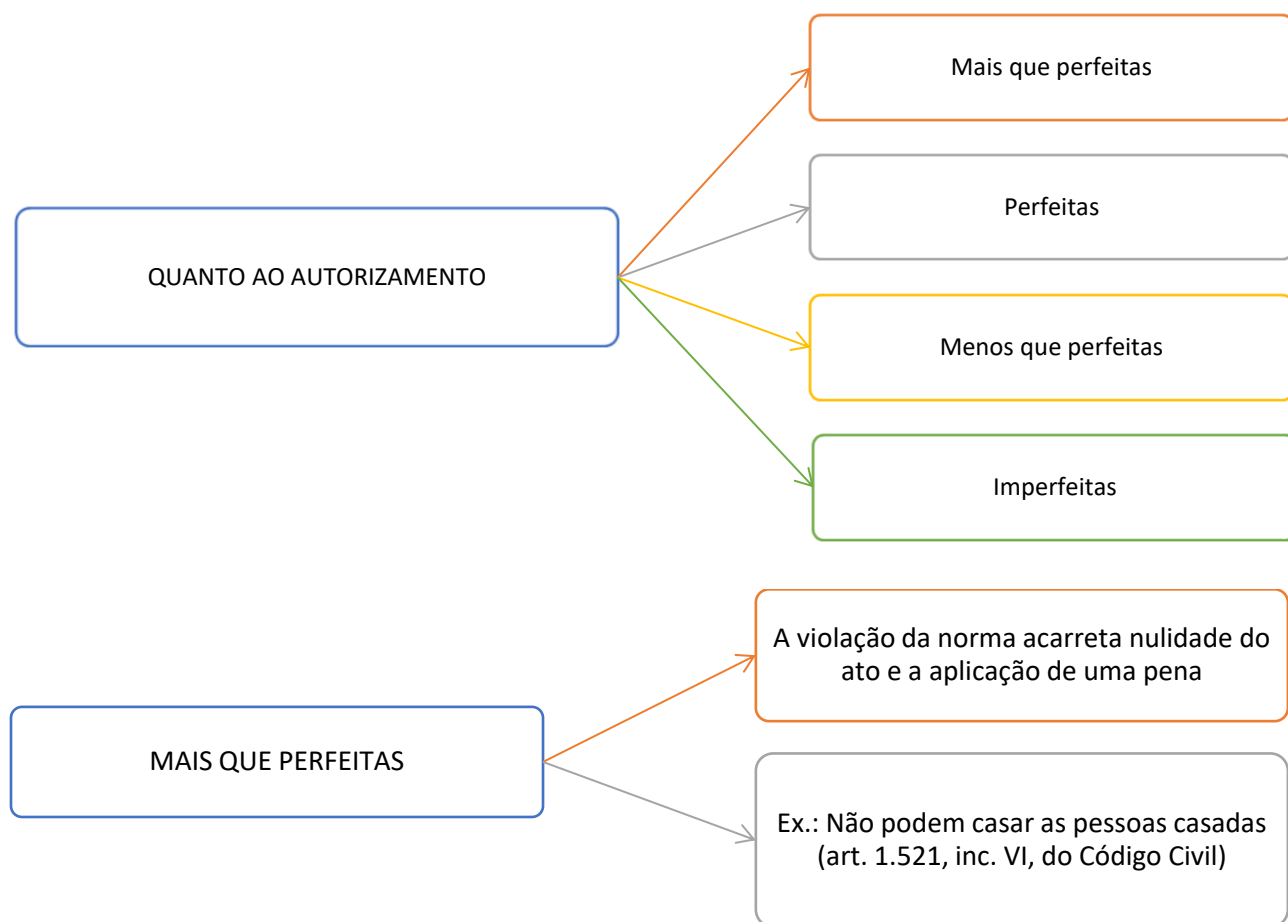 Mais que perfeitas
Perfeitas
QUANTO AO AUTORIZAMENTO
Menos que perfeitas
Imperfeitas
A violação da norma acarreta nulidade do
ato e a aplicação de uma pena
MAIS QUE PERFEITAS
Ex.: Não podem casar as pessoas casadas
(art. 1.521, inc. VI, do Código Civil)